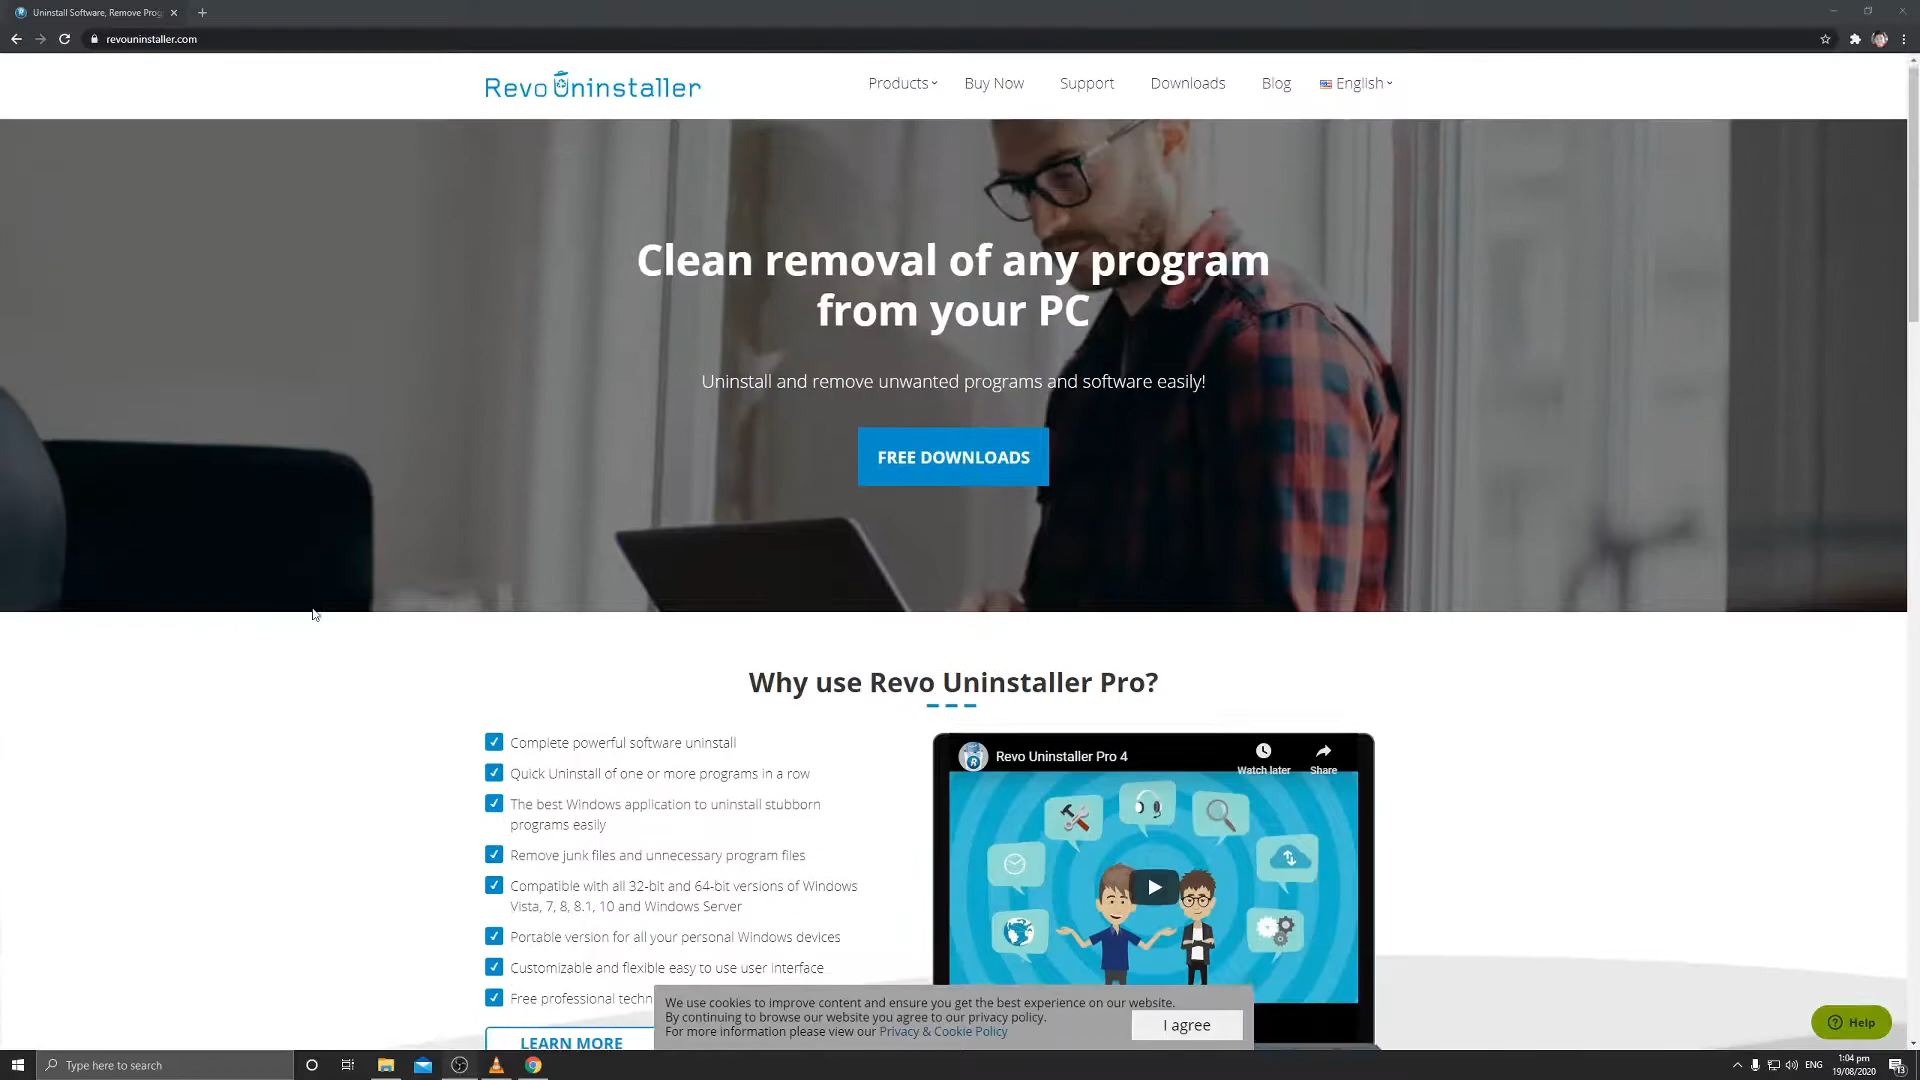 Uninstall Software, Remove Prog
revouninstaller.com
Revo Uninstaller
Products
Buy Now
Support
Downloads
Blog
English
Clean removal of any program
from your PC
Uninstall and remove unwanted programs and software easily!
FREE DOWNLOADS
Why use Revo Uninstaller Pro?
Complete powerful software uninstall
Quick Uninstall of one or more programs in a row
The best Windows application to uninstall stubborn
programs easily
Remove junk files and unnecessary program files
Compatible with all 32-bit and 64-bit versions of Windows
Vista, 7, 8, 8.1, 10 and Windows Server
Portable version for all your personal Windows devices
Customizable and flexible easy to use user interface
Free professional techn
LEARN MORE
Revo Uninstaller Pro 4
Watch later
Share
We use cookies to improve content and ensure you get the best experience on our website.
By continuing to browse our website you agree to our privacy policy.
For more information please view our Privacy & Cookie Policy
I agree
Help
Type here to search
ENG
1:04 pm
19/08/2020